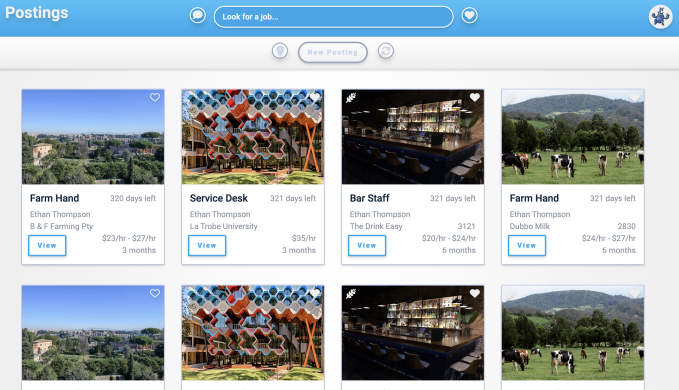 Postings
Look for a job...
New Posting
Farm Hand 320 days left
Ethan Thompson
B & F Farming Pty
$23/hr - $27/hr
View
3 months
Service Desk 321 days left
Ethan Thompson
La Trobe University
$35/hr
View
3 months
Bar Staff 321 days left
Ethan Thompson
The Drink Easy 3121
$20/hr - $24/hr
View
6 months
Farm Hand 321 days left
Ethan Thompson
Dubbo Milk 2830
$24/hr - $27/hr
View
6 months